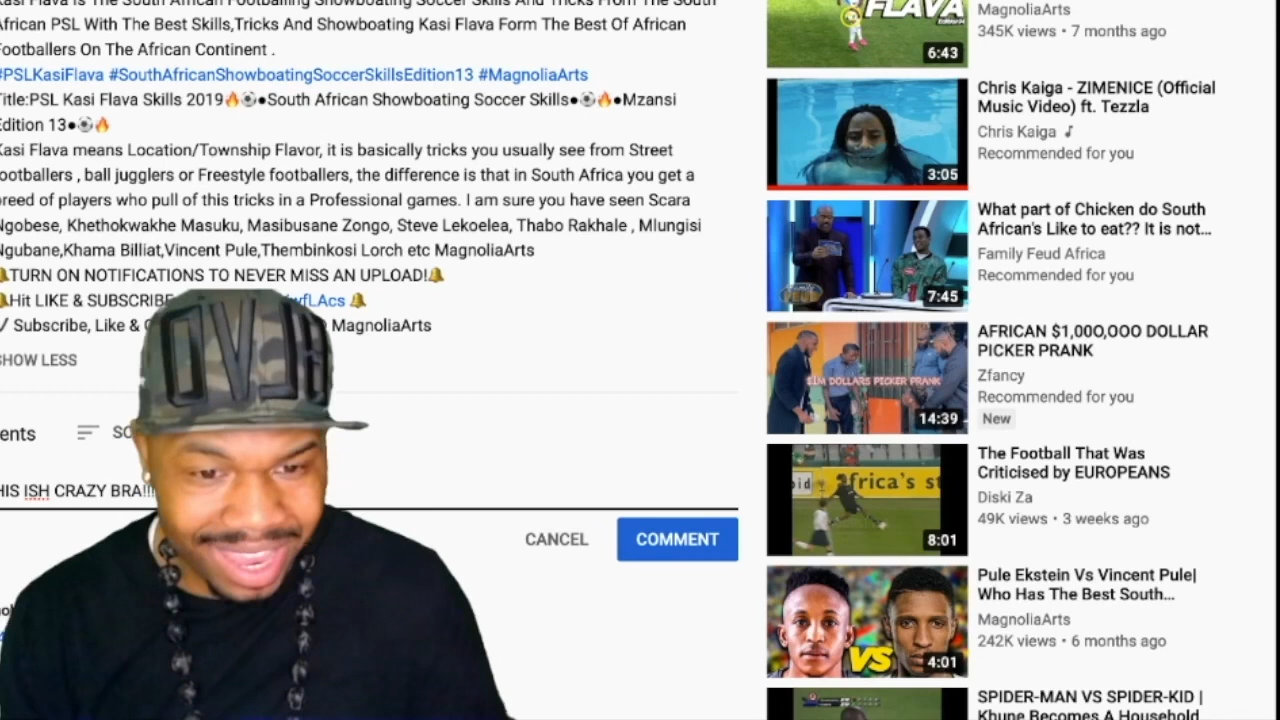 Kasi Flava Is The South African Footballing Showboating Soccer Skills And Tricks From The South
African PSL With The Best Skills,Tricks And Showboating Kasi Flava Form The Best Of African
Footballers On The African Continent .
#PSLKasiFlava #SouthAfricanShowboatingSoccerSkillsEdition13 #MagnoliaArts
Title:PSL Kasi Flava Skills 2019🔥⚽●South African Showboating Soccer Skills●⚽🔥●Mzansi
Edition 13●⚽🔥
Kasi Flava means Location/Township Flavor, it is basically tricks you usually see from Street
footballers , ball jugglers or Freestyle footballers, the difference is that in South Africa you get a
breed of players who pull of this tricks in a Professional games. I am sure you have seen Scara
Ngobese, Khethokwakhe Masuku, Masibusane Zongo, Steve Lekoelea, Thabo Rakhale , Mlungisi
Ngubane,Khama Billiat,Vincent Pule,Thembinkosi Lorch etc MagnoliaArts
🔔TURN ON NOTIFICATIONS TO NEVER MISS AN UPLOAD!🔔
🔔Hit LIKE & SUBSCRIBE wfLAcs 🔔
✓ Subscribe, Like & C MagnoliaArts
SHOW LESS
ents SO
HIS ISH CRAZY BRA!!!
CANCEL COMMENT
OVO
FLAVA
6:43
MagnoliaArts
345K views • 7 months ago
3:05
Chris Kaiga - ZIMENICE (Official
Music Video) ft. Tezzla
Chris Kaiga ♪
Recommended for you
7:45
What part of Chicken do South
African's Like to eat?? It is not...
Family Feud Africa
Recommended for you
$1M DOLLARS PICKER PRANK
14:39
AFRICAN $1,000,000 DOLLAR
PICKER PRANK
Zfancy
Recommended for you
New
africa's st
8:01
The Football That Was
Criticised by EUROPEANS
Diski Za
49K views • 3 weeks ago
VS
4:01
Pule Ekstein Vs Vincent Pule|
Who Has The Best South...
MagnoliaArts
242K views • 6 months ago
SPIDER-MAN VS SPIDER-KID |
Khune Becomes A Household